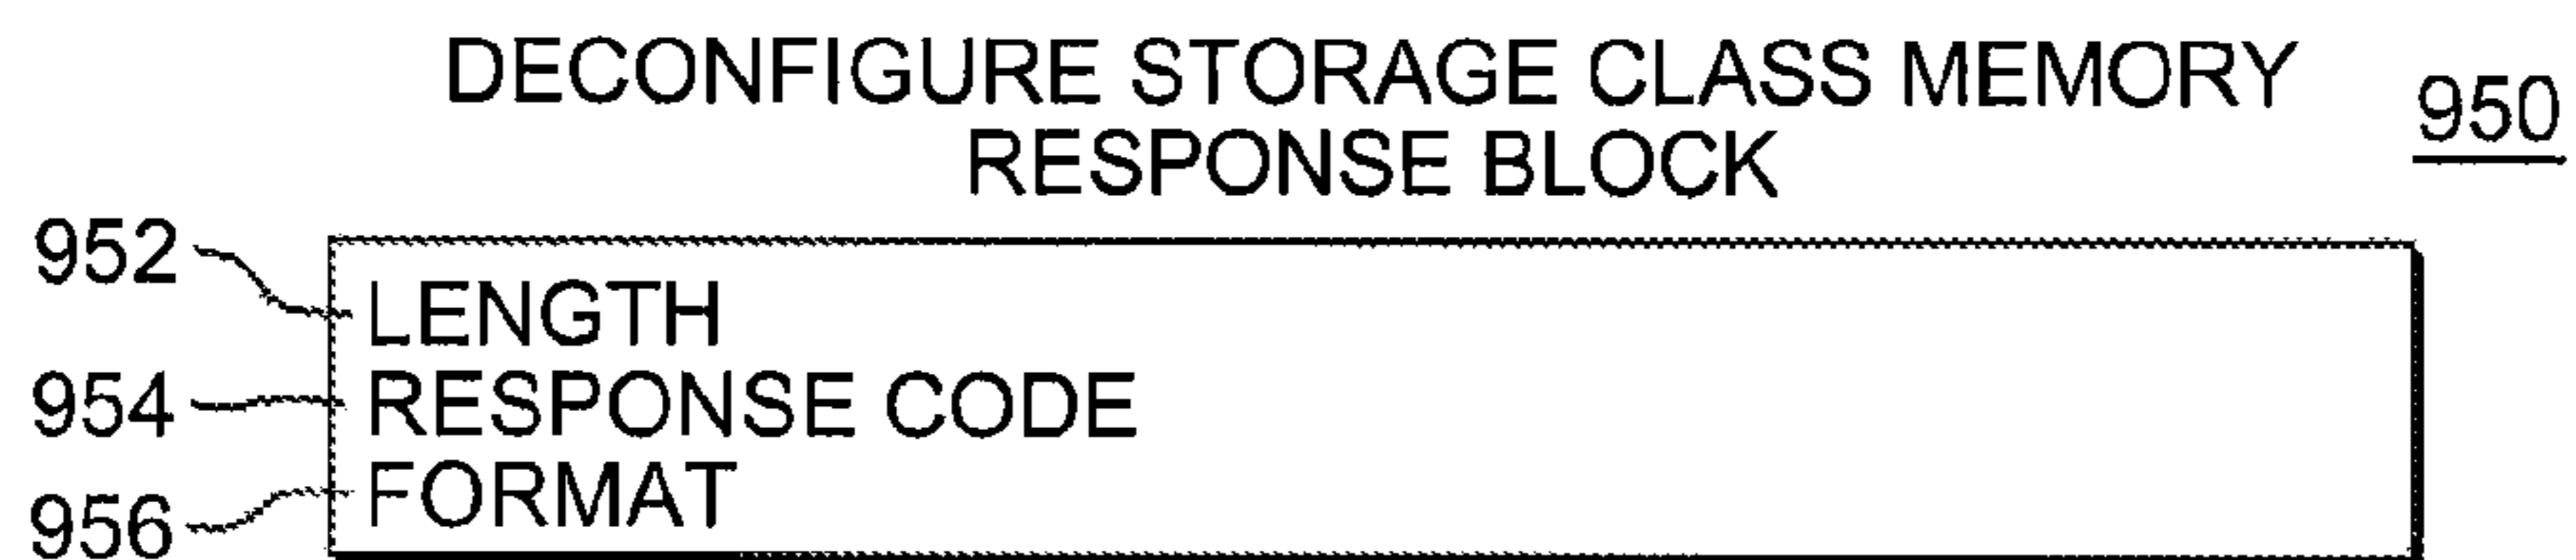 DECONFIGURE STORAGE CLASS MEMORY
RESPONSE BLOCK
950
952
LENGTH
954
RESPONSE CODE
956
FORMAT